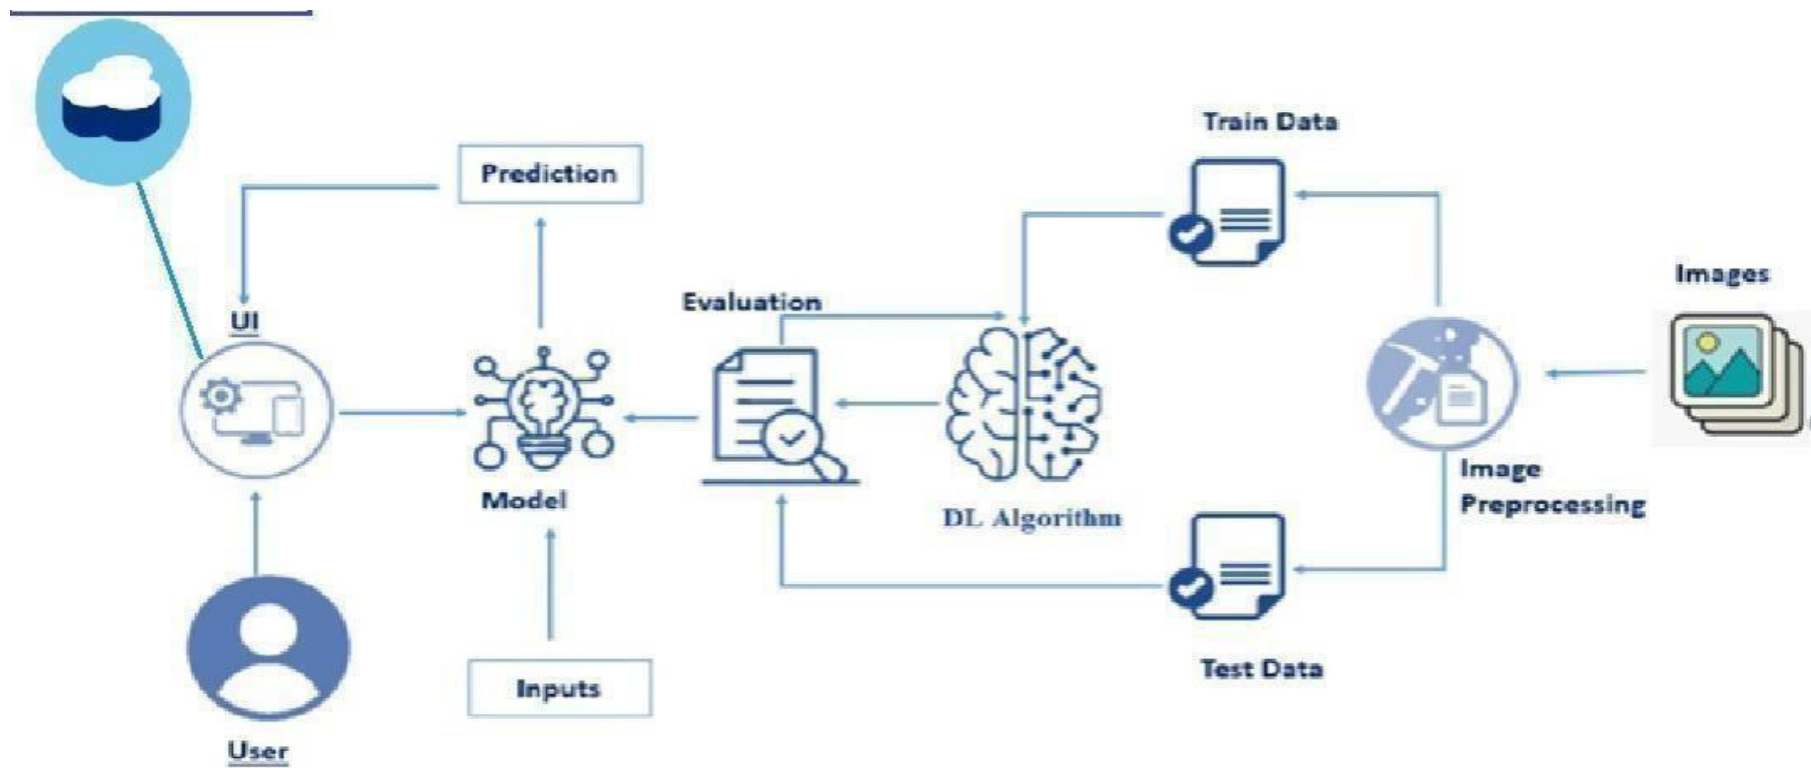 Train Data
Prediction
Images
Evaluation
UI
Image
Preprocessing
Model
DL Algorithm
Test Data
Inputs
User